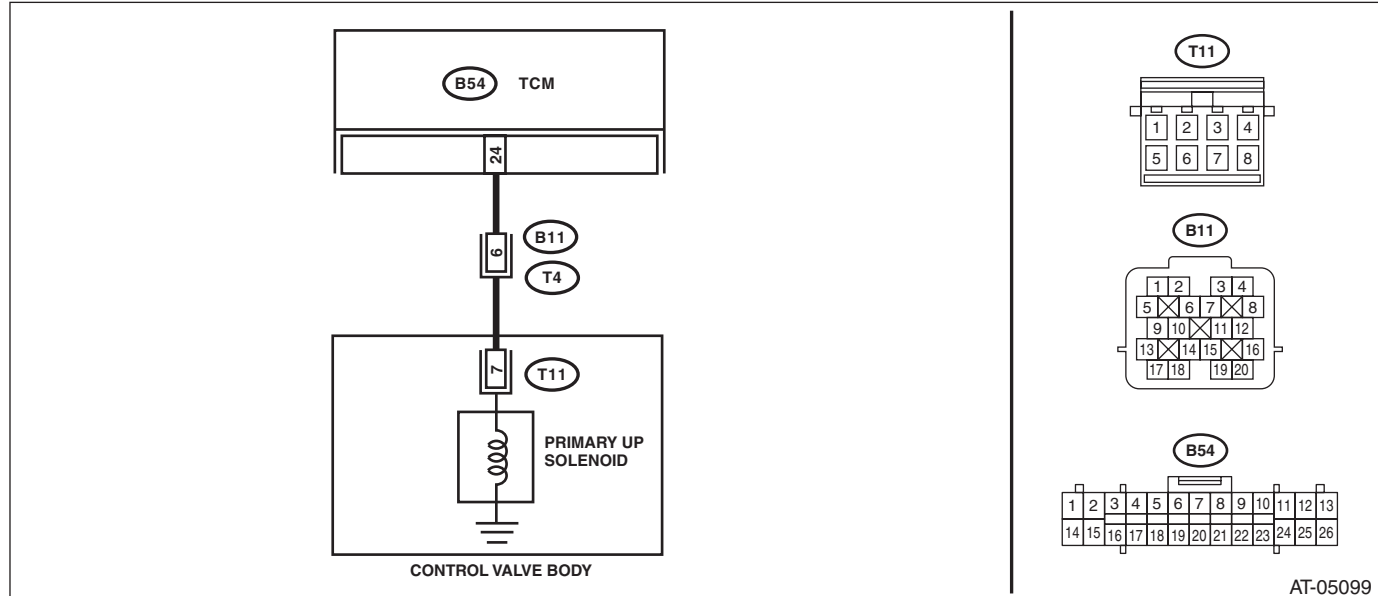 B54 TCM
24
6
B11
T4
7
T11
PRIMARY UP
SOLENOID
CONTROL VALVE BODY
T11
1 2 3 4
5 6 7 8
B11
1 2 3 4
5 6 7 8
9 10 11 12
13 14 15 16
17 18 19 20
B54
1 2 3 4 5 6 7 8 9 10 11 12 13
14 15 16 17 18 19 20 21 22 23 24 25 26
AT-05099